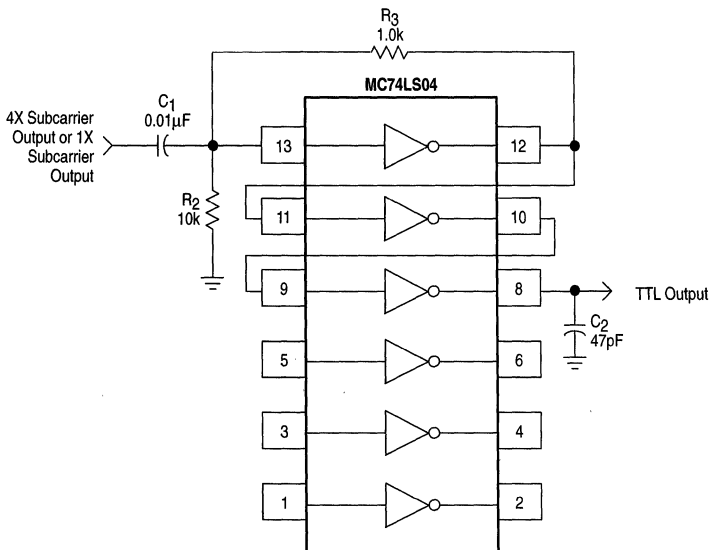 R3
1.0k
MC74LS04
C1
0.01µF
4X Subcarrier
Output or 1X
Subcarrier
Output
13
12
R2
10k
11
10
9
8
TTL Output
C2
47pF
5
6
3
4
1
2